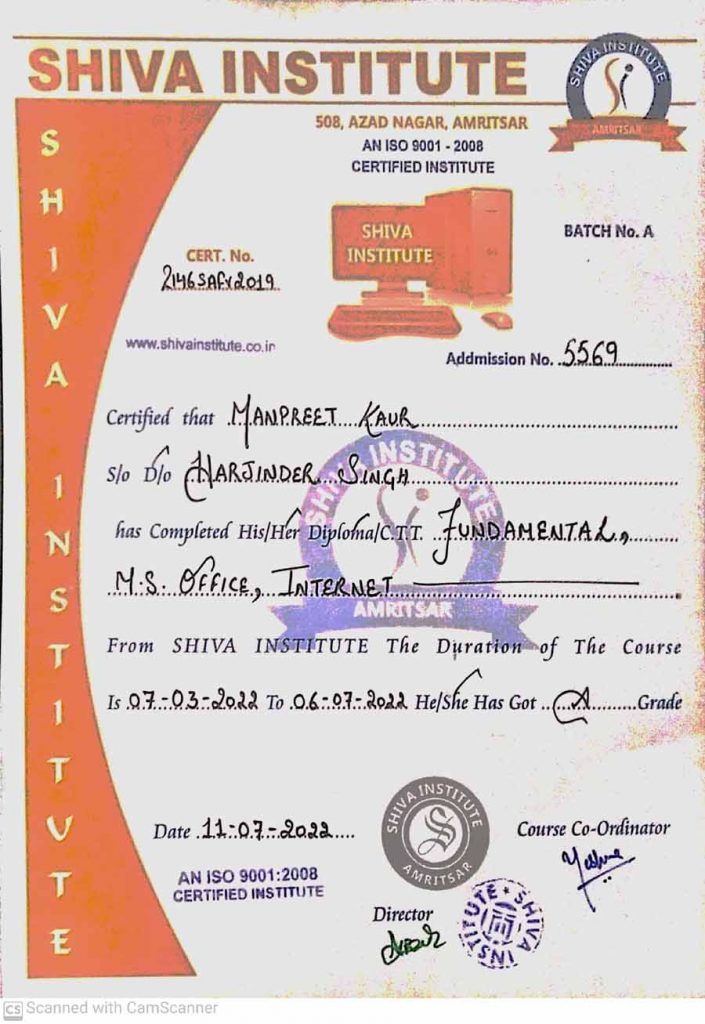 SHIVA INSTITUTE
SHIVA INSTITUTE
AMRITSAR
508, AZAD NAGAR, AMRITSAR
AN ISO 9001 - 2008
CERTIFIED INSTITUTE
SHIVA INSTITUTE
SHIVA
INSTITUTE
BATCH No. A
CERT. No.
2146SAFV2019
www.shivainstitute.co.in
Addmission No. 5569
Certified that MANPREET KAUR
S/o D/o HARJINDER SINGH
has Completed His/Her Diploma/C.T.T. FUNDAMENTAL,
M.S. OFFICE, INTERNET
SHIVA INSTITUTE
AMRITSAR
From SHIVA INSTITUTE The Duration of The Course
Is 07-03-2022 To 06-07-2022 He/She Has Got A Grade
Date 11-07-2022
AN ISO 9001:2008
CERTIFIED INSTITUTE
SHIVA INSTITUTE
S
AMRITSAR
Course Co-Ordinator
Director
SHIVA INSTITUTE
CS Scanned with CamScanner